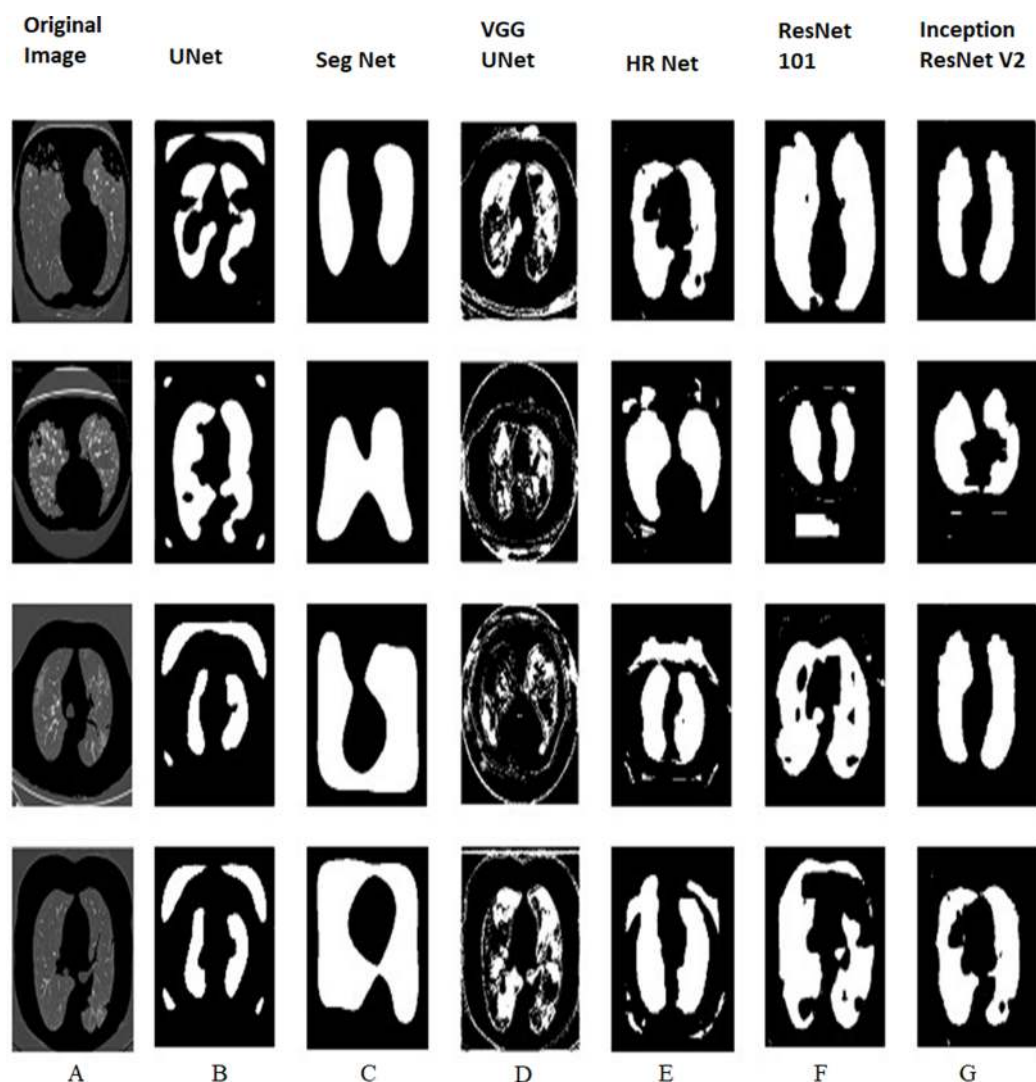 Original
Image
UNet
Seg Net
VGG
UNet
HR Net
ResNet
101
Inception
ResNet V2
A
B
C
D
E
F
G